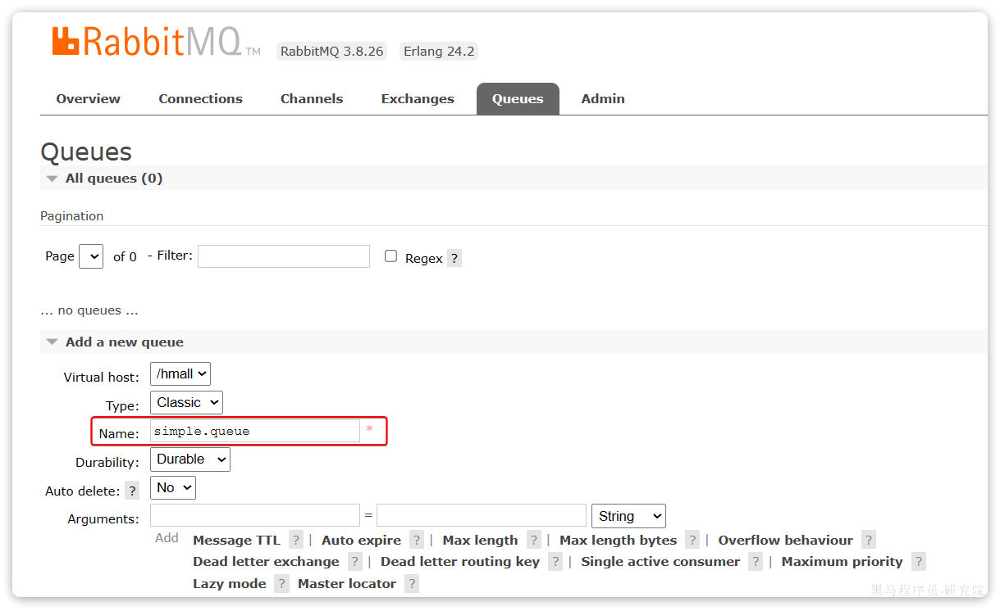 RabbitMQ TM RabbitMQ 3.8.26 Erlang 24.2
Overview Connections Channels Exchanges Queues Admin
Queues
All queues (0)
Pagination
Page of 0 - Filter: Regex ?
... no queues ...
Add a new queue
Virtual host: /hmall
Type: Classic
Name: simple.queue *
Durability: Durable
Auto delete: ? No
Arguments: = String
Add Message TTL ? | Auto expire ? | Max length ? | Max length bytes ? | Overflow behaviour ?
Dead letter exchange ? | Dead letter routing key ? | Single active consumer ? | Maximum priority ?
Lazy mode ? Master locator ?
黑马程序员-研究院